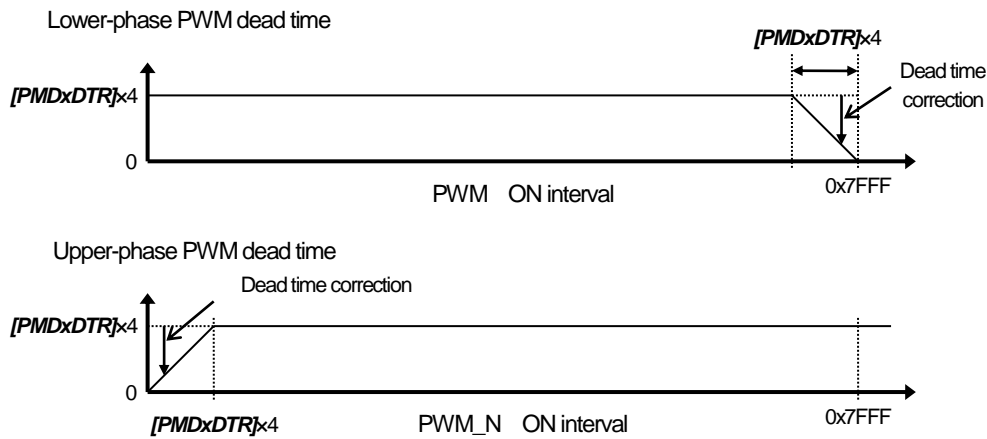 Lower-phase PWM dead time
[PMDxDTR]×4
[PMDxDTR]×4
Dead time
correction
0
PWM ON interval
0x7FFF
Upper-phase PWM dead time
Dead time correction
[PMDxDTR]×4
0
[PMDxDTR]×4
PWM_N ON interval
0x7FFF